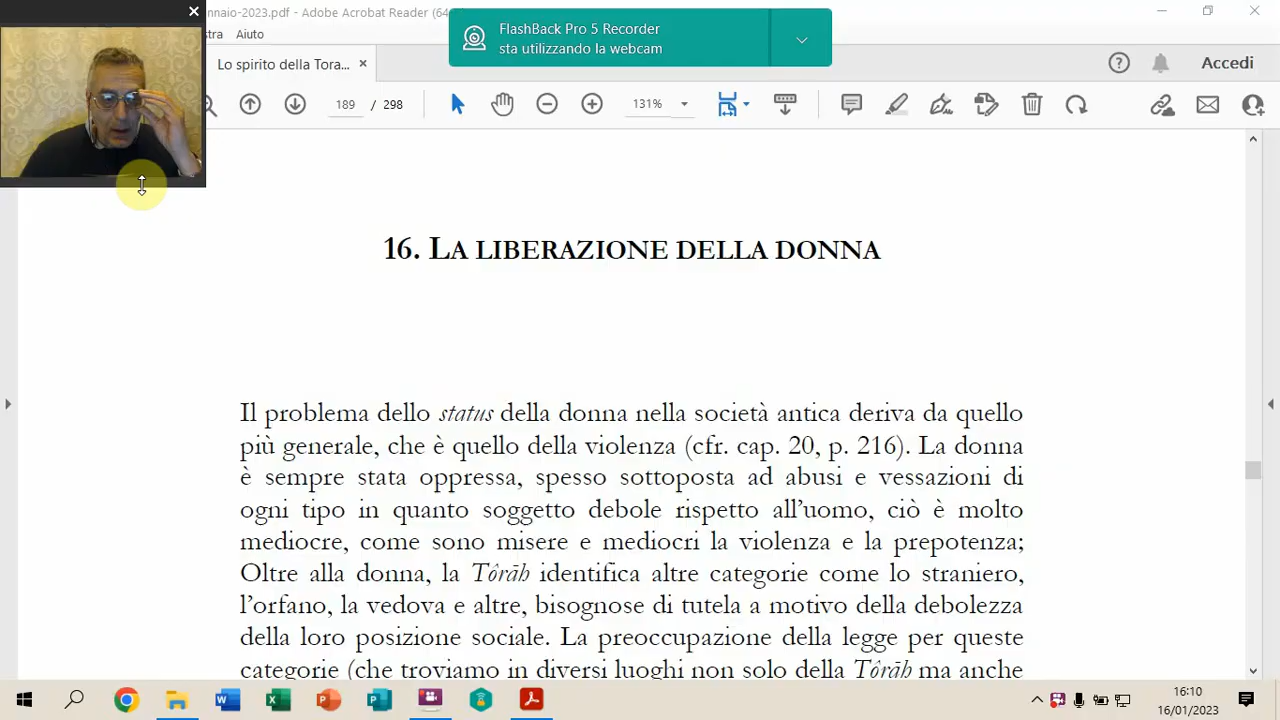 nnaio-2023.pdf - Adobe Acrobat Reader (64
stra Aiuto
FlashBack Pro 5 Recorder
sta utilizzando la webcam
Lo spirito della Tora...
Accedi
189 / 298
131%
16. LA LIBERAZIONE DELLA DONNA
Il problema dello status della donna nella società antica deriva da quello
più generale, che è quello della violenza (cfr. cap. 20, p. 216). La donna
è sempre stata oppressa, spesso sottoposta ad abusi e vessazioni di
ogni tipo in quanto soggetto debole rispetto all’uomo, ciò è molto
mediocre, come sono misere e mediocri la violenza e la prepotenza;
Oltre alla donna, la Tôrāh identifica altre categorie come lo straniero,
l’orfano, la vedova e altre, bisognose di tutela a motivo della debolezza
della loro posizione sociale. La preoccupazione della legge per queste
categorie (che troviamo in diversi luoghi non solo della Tôrāh ma anche
16:10
16/01/2023